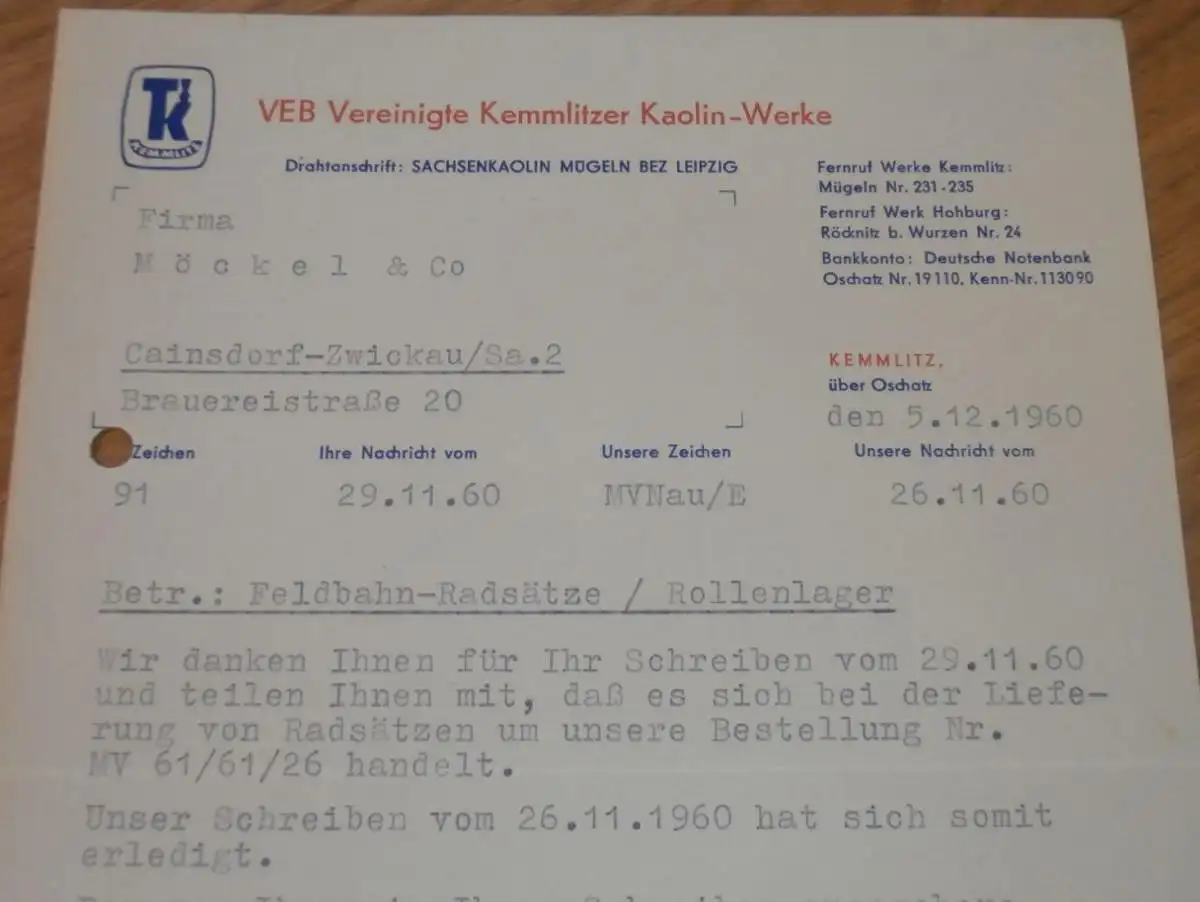 TK
KEMMLITZ
VEB Vereinigte Kemmlitzer Kaolin-Werke
Drahtanschrift: SACHSENKAOLIN MÜGELN BEZ LEIPZIG
Fernruf Werke Kemmlitz:
Mügeln Nr. 231-235
Fernruf Werk Hohburg:
Röcknitz b. Wurzen Nr. 24
Bankkonto: Deutsche Notenbank
Oschatz Nr. 19110, Kenn-Nr. 113090
Firma
M ö c k e l & Co
Cainsdorf-Zwickau/Sa.2
Brauereistraße 20
KEMMLITZ,
über Oschatz
den 5.12.1960
Zeichen Ihre Nachricht vom Unsere Zeichen Unsere Nachricht vom
91 29.11.60 MVNau/E 26.11.60
Betr.: Feldbahn-Radsätze / Rollenlager
Wir danken Ihnen für Ihr Schreiben vom 29.11.60
und teilen Ihnen mit, daß es sich bei der Liefe-
rung von Radsätzen um unsere Bestellung Nr.
MV 61/61/26 handelt.
Unser Schreiben vom 26.11.1960 hat sich somit
erledigt.